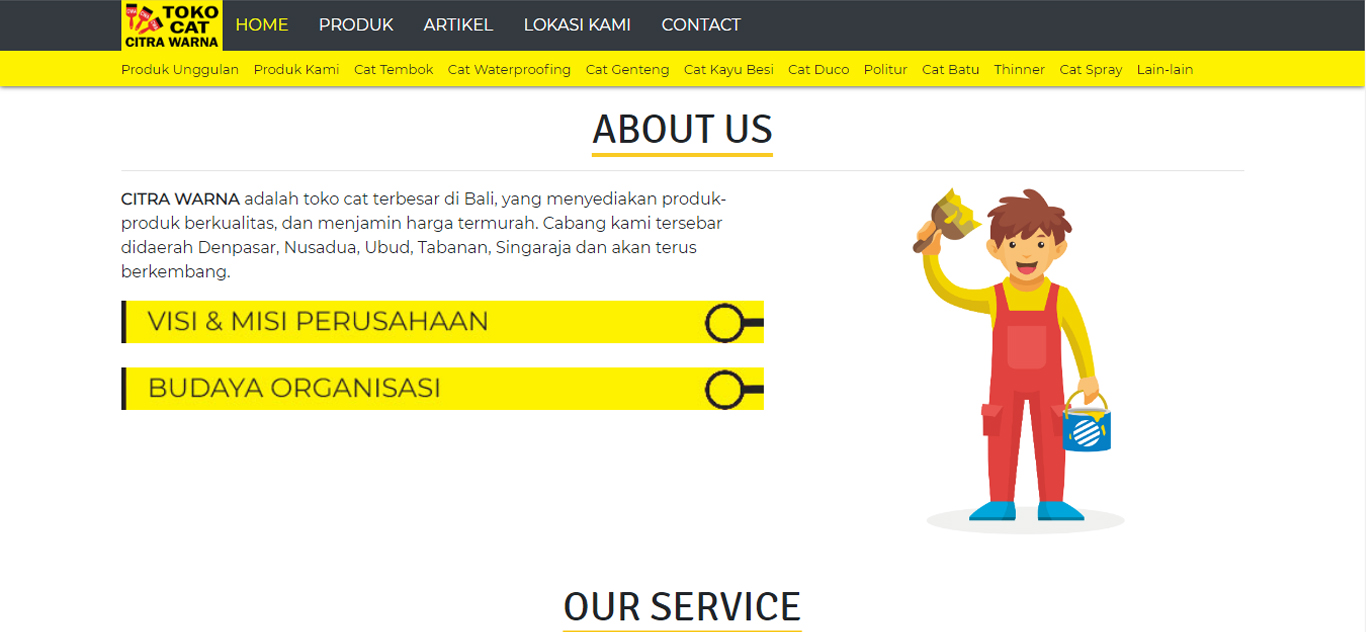 TOKO
CAT
CITRA WARNA
HOME PRODUK ARTIKEL LOKASI KAMI CONTACT
Produk Unggulan Produk Kami Cat Tembok Cat Waterproofing Cat Genteng Cat Kayu Besi Cat Duco Politur Cat Batu Thinner Cat Spray Lain-lain
ABOUT US
CITRA WARNA adalah toko cat terbesar di Bali, yang menyediakan produk-
produk berkualitas, dan menjamin harga termurah. Cabang kami tersebar
didaerah Denpasar, Nusadua, Ubud, Tabanan, Singaraja dan akan terus
berkembang.
VISI & MISI PERUSAHAAN
BUDAYA ORGANISASI
OUR SERVICE